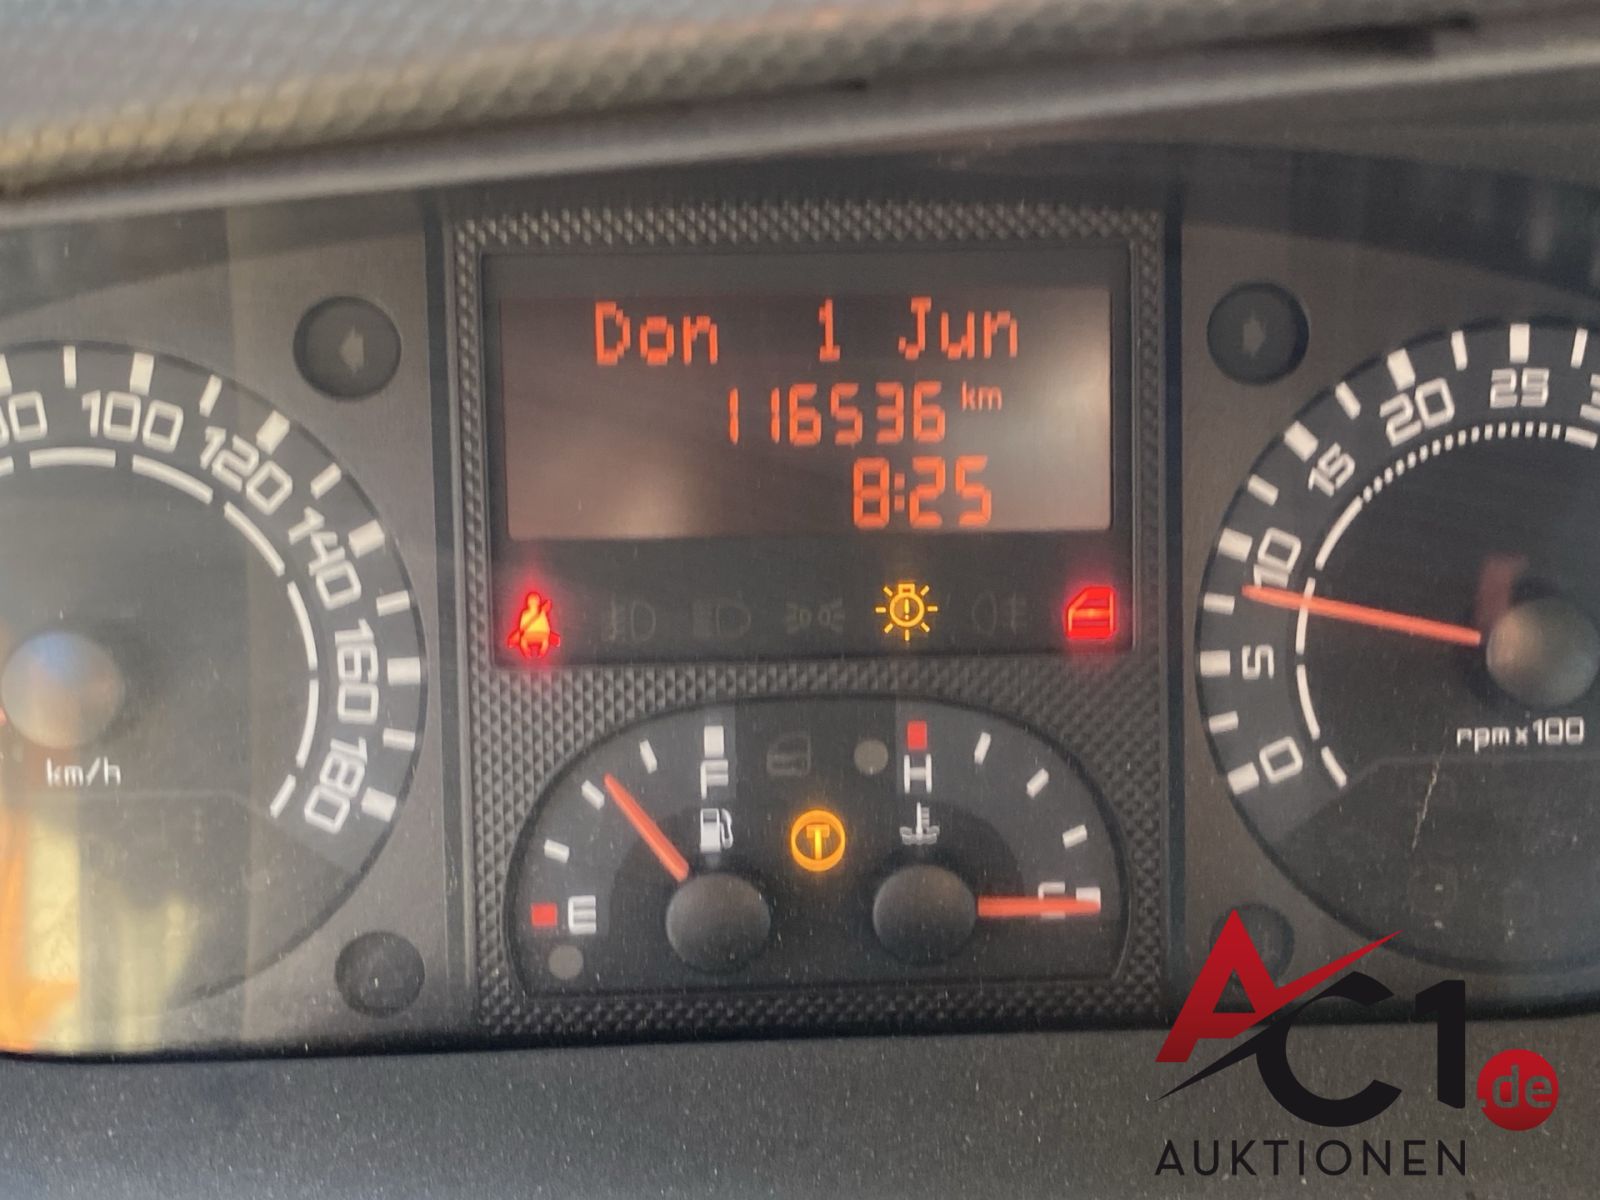 Don 1 Jun
116536 km
8:25
100
120
140
160
180
km/h
0
5
10
15
20
25
rpm x 100
F
E
H
C
T
AC1.de
AUKTIONEN